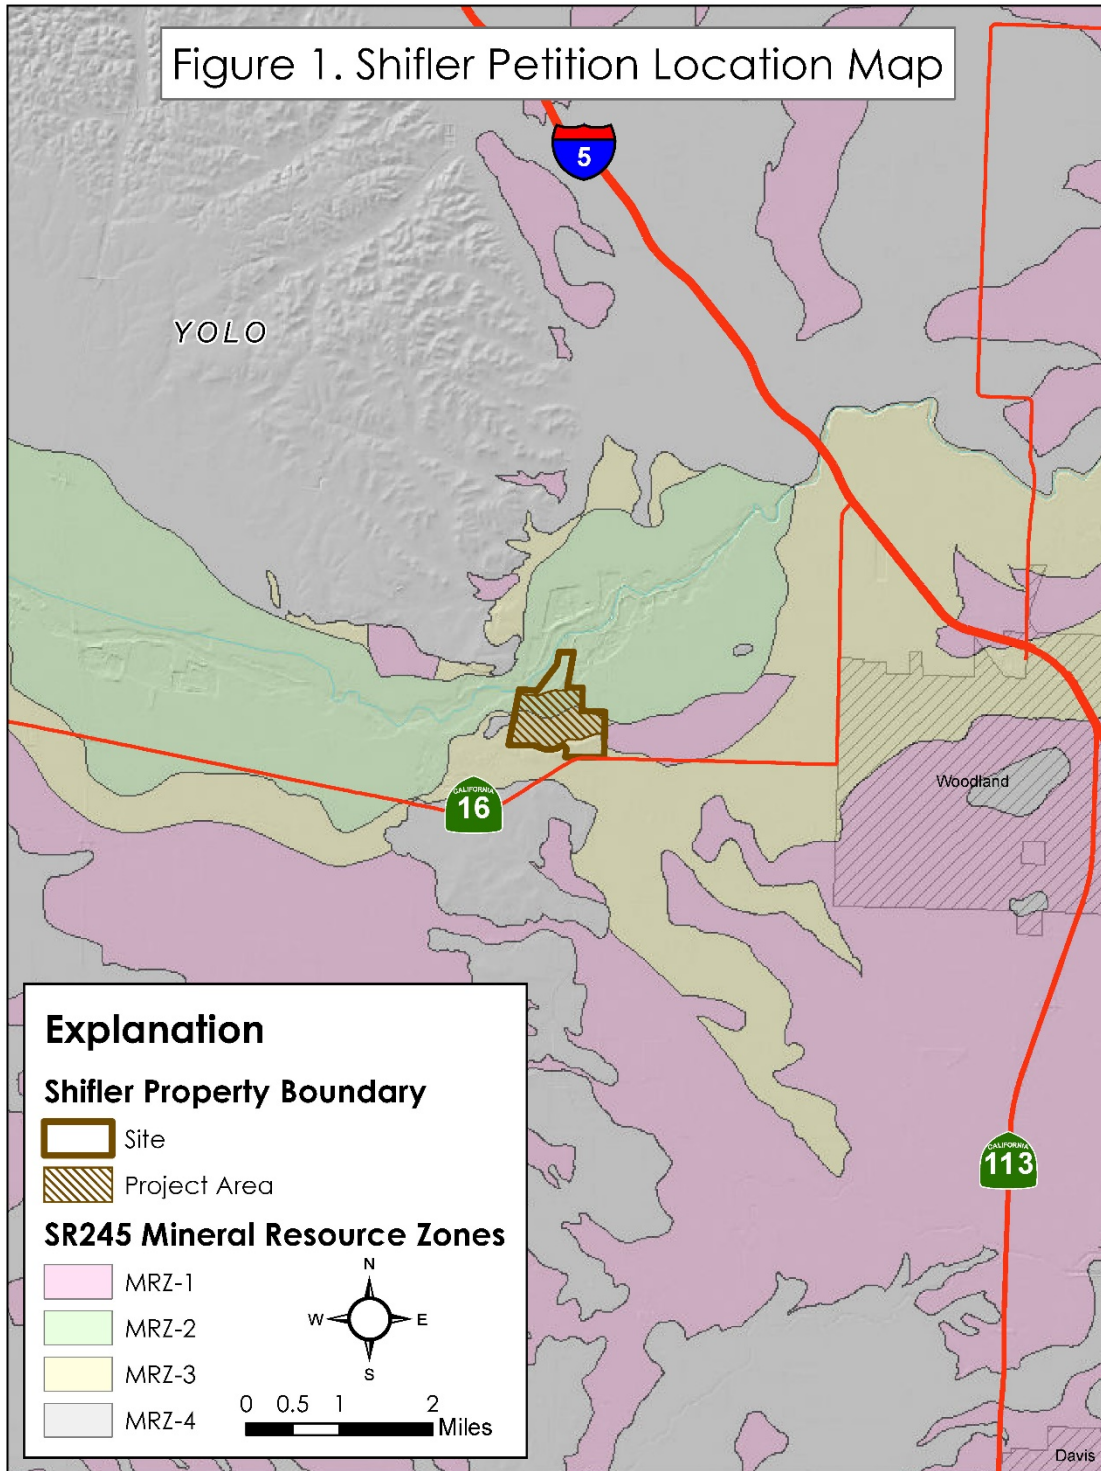 Figure 1. Shifler Petition Location Map
5
YOLO
Woodland
CALIFORNIA
16
CALIFORNIA
113
Davis
Explanation
Shifler Property Boundary
Site
Project Area
SR245 Mineral Resource Zones
MRZ-1
MRZ-2
MRZ-3
MRZ-4
N
W E
S
0 0.5 1 2
Miles